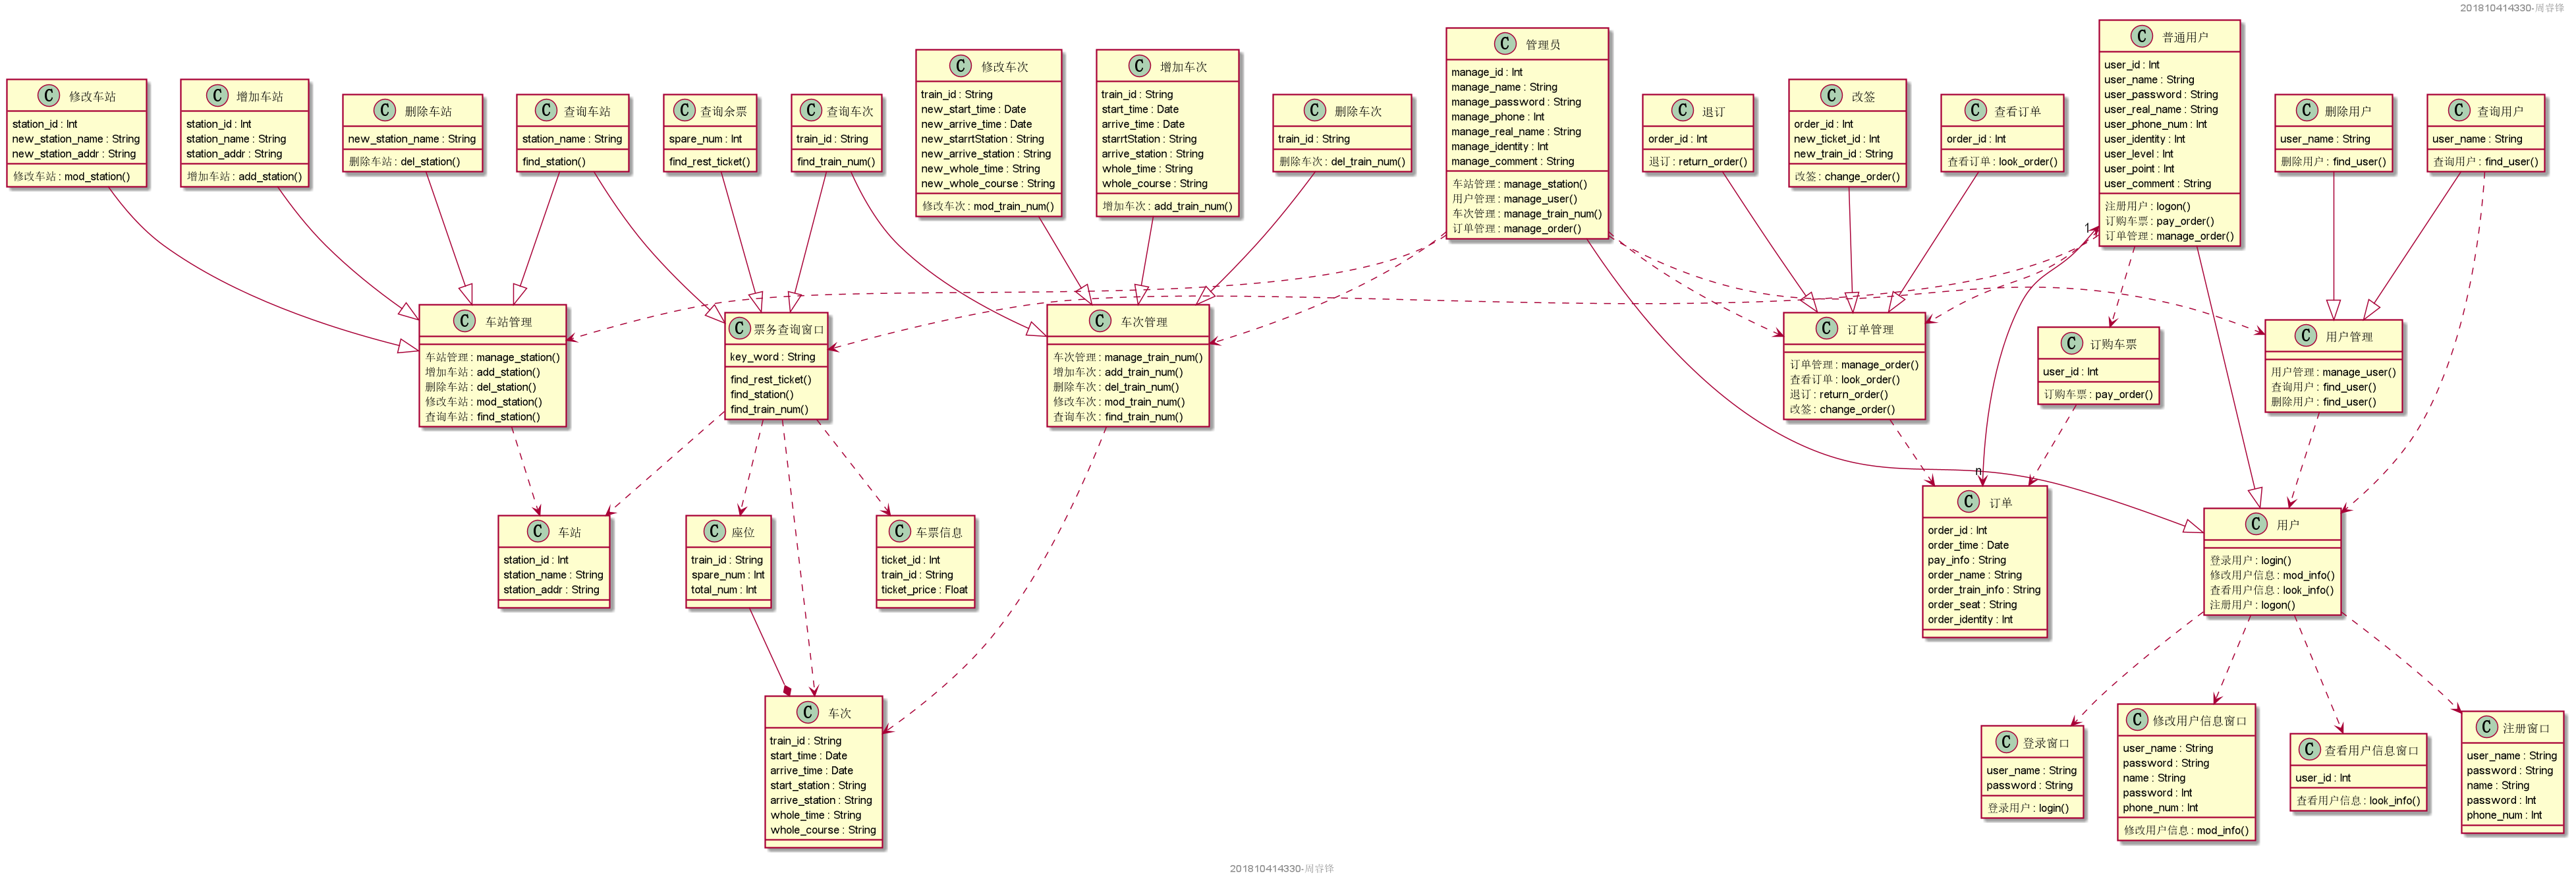 201810414330-周睿锋
C 修改车站
station_id : Int
new_station_name : String
new_station_addr : String
修改车站 : mod_station()
C 增加车站
station_id : Int
station_name : String
station_addr : String
增加车站 : add_station()
C 删除车站
new_station_name : String
删除车站 : del_station()
C 查询车站
station_name : String
find_station()
C 查询余票
spare_num : Int
find_rest_ticket()
C 查询车次
train_id : String
find_train_num()
C 修改车次
train_id : String
new_start_time : Date
new_arrive_time : Date
new_starrtStation : String
new_arrive_station : String
new_whole_time : String
new_whole_course : String
修改车次 : mod_train_num()
C 增加车次
train_id : String
start_time : Date
arrive_time : Date
starrtStation : String
arrive_station : String
whole_time : String
whole_course : String
增加车次 : add_train_num()
C 删除车次
train_id : String
删除车次 : del_train_num()
C 管理员
manage_id : Int
manage_name : String
manage_password : String
manage_phone : Int
manage_real_name : String
manage_identity : Int
manage_comment : String
车站管理 : manage_station()
用户管理 : manage_user()
车次管理 : manage_train_num()
订单管理 : manage_order()
C 退订
order_id : Int
退订 : return_order()
C 改签
order_id : Int
new_ticket_id : Int
new_train_id : String
改签 : change_order()
C 查看订单
order_id : Int
查看订单 : look_order()
C 普通用户
user_id : Int
user_name : String
user_password : String
user_real_name : String
user_phone_num : Int
user_identity : Int
user_level : Int
user_point : Int
user_comment : String
注册用户 : logon()
订购车票 : pay_order()
订单管理 : manage_order()
C 删除用户
user_name : String
删除用户 : find_user()
C 查询用户
user_name : String
查询用户 : find_user()
1
C 车站管理
车站管理 : manage_station()
增加车站 : add_station()
删除车站 : del_station()
修改车站 : mod_station()
查询车站 : find_station()
C 票务查询窗口
key_word : String
find_rest_ticket()
find_station()
find_train_num()
C 车次管理
车次管理 : manage_train_num()
增加车次 : add_train_num()
删除车次 : del_train_num()
修改车次 : mod_train_num()
查询车次 : find_train_num()
C 订单管理
订单管理 : manage_order()
查看订单 : look_order()
退订 : return_order()
改签 : change_order()
C 订购车票
user_id : Int
订购车票 : pay_order()
C 用户管理
用户管理 : manage_user()
查询用户 : find_user()
删除用户 : find_user()
n
C 车站
station_id : Int
station_name : String
station_addr : String
C 座位
train_id : String
spare_num : Int
total_num : Int
C 车票信息
ticket_id : Int
train_id : String
ticket_price : Float
C 订单
order_id : Int
order_time : Date
pay_info : String
order_name : String
order_train_info : String
order_seat : String
order_identity : Int
C 用户
登录用户 : login()
修改用户信息 : mod_info()
查看用户信息 : look_info()
注册用户 : logon()
C 车次
train_id : String
start_time : Date
arrive_time : Date
start_station : String
arrive_station : String
whole_time : String
whole_course : String
C 登录窗口
user_name : String
password : String
登录用户 : login()
C 修改用户信息窗口
user_name : String
password : String
name : String
password : Int
phone_num : Int
修改用户信息 : mod_info()
C 查看用户信息窗口
user_id : Int
查看用户信息 : look_info()
C 注册窗口
user_name : String
password : String
name : String
password : Int
phone_num : Int
201810414330-周睿锋